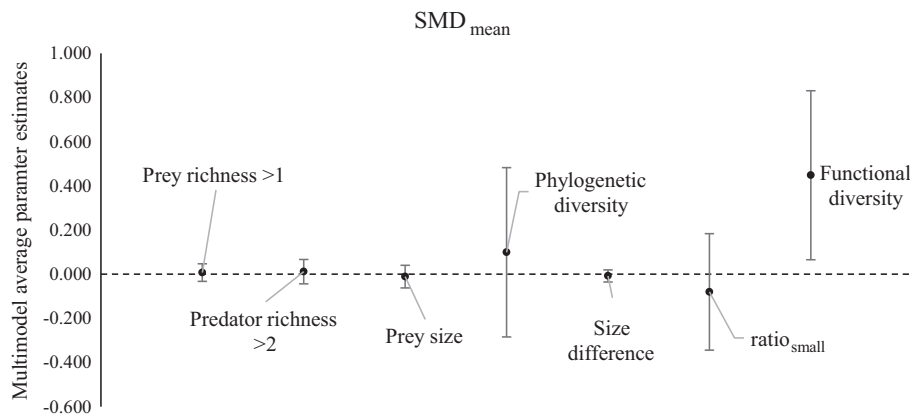 SMD mean
Multimodel average paramter estimates
1.000
0.800
0.600
0.400
0.200
0.000
-0.200
-0.400
-0.600
Prey richness >1
Predator richness
>2
Prey size
Phylogenetic
diversity
Size
difference
ratio small
Functional
diversity